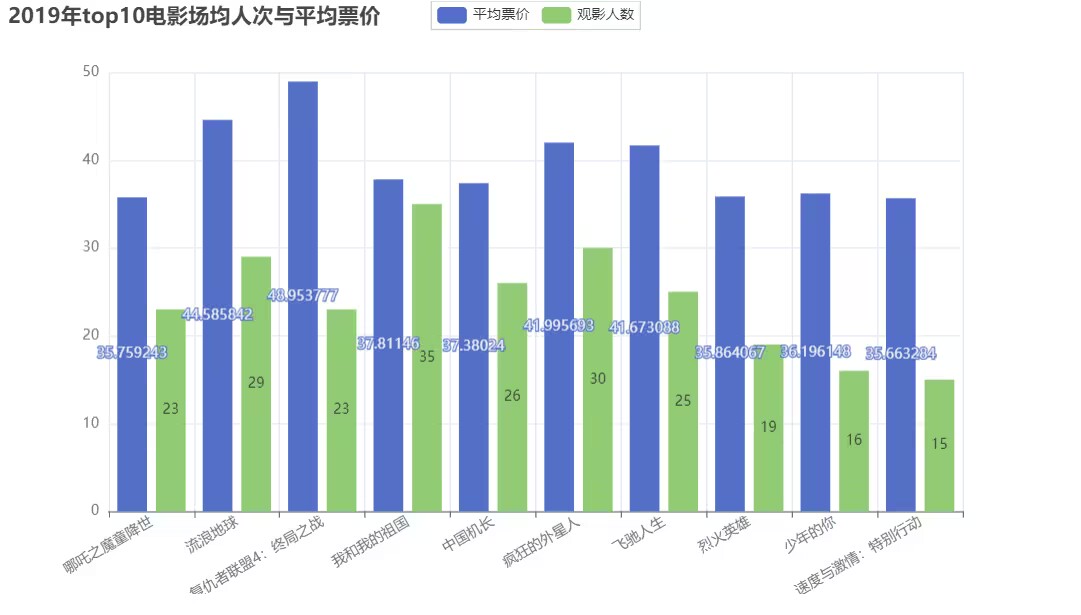 2019年top10电影场均人次与平均票价
平均票价 观影人数
50
40
30
20
10
0
35.759243 44.585842 48.953777 37.81146 37.38024 41.995693 41.673088 35.864067 36.196148 35.663284
23 29 23 35 26 30 25 19 16 15
哪吒之魔童降世 流浪地球 复仇者联盟4：终局之战 我和我的祖国 中国机长 疯狂的外星人 飞驰人生 烈火英雄 少年的你 速度与激情：特别行动